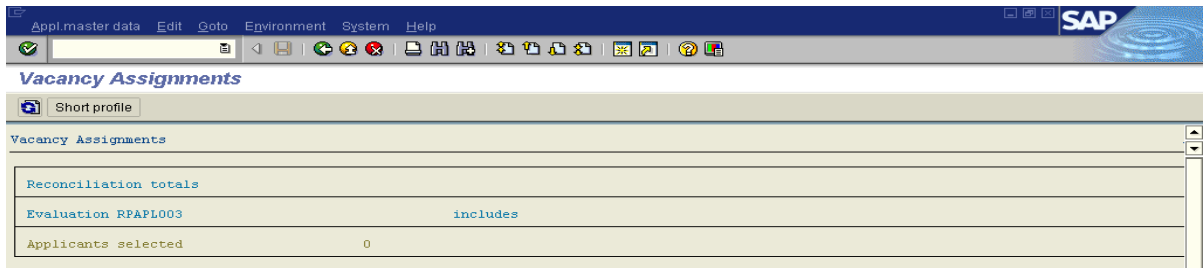 Appl.master data Edit Goto Environment System Help
SAP
Vacancy Assignments
Short profile
Vacancy Assignments
Reconciliation totals
Evaluation RPAPL003 includes
Applicants selected 0